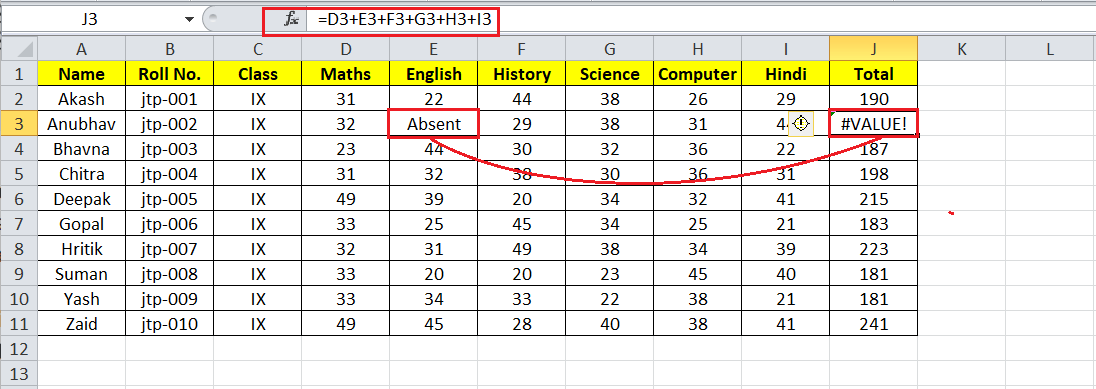 J3 fx =D3+E3+F3+G3+H3+I3
A B C D E F G H I J K L
1 Name Roll No. Class Maths English History Science Computer Hindi Total
2 Akash jtp-001 IX 31 22 44 38 26 29 190
3 Anubhav jtp-002 IX 32 Absent 29 38 31 #VALUE!
4 Bhavna jtp-003 IX 23 44 30 32 36 22 187
5 Chitra jtp-004 IX 31 32 38 30 36 31 198
6 Deepak jtp-005 IX 49 39 20 34 32 41 215
7 Gopal jtp-006 IX 33 25 45 34 25 21 183
8 Hritik jtp-007 IX 32 31 49 38 34 39 223
9 Suman jtp-008 IX 33 20 20 23 45 40 181
10 Yash jtp-009 IX 33 34 33 22 38 21 181
11 Zaid jtp-010 IX 49 45 28 40 38 41 241
12
13